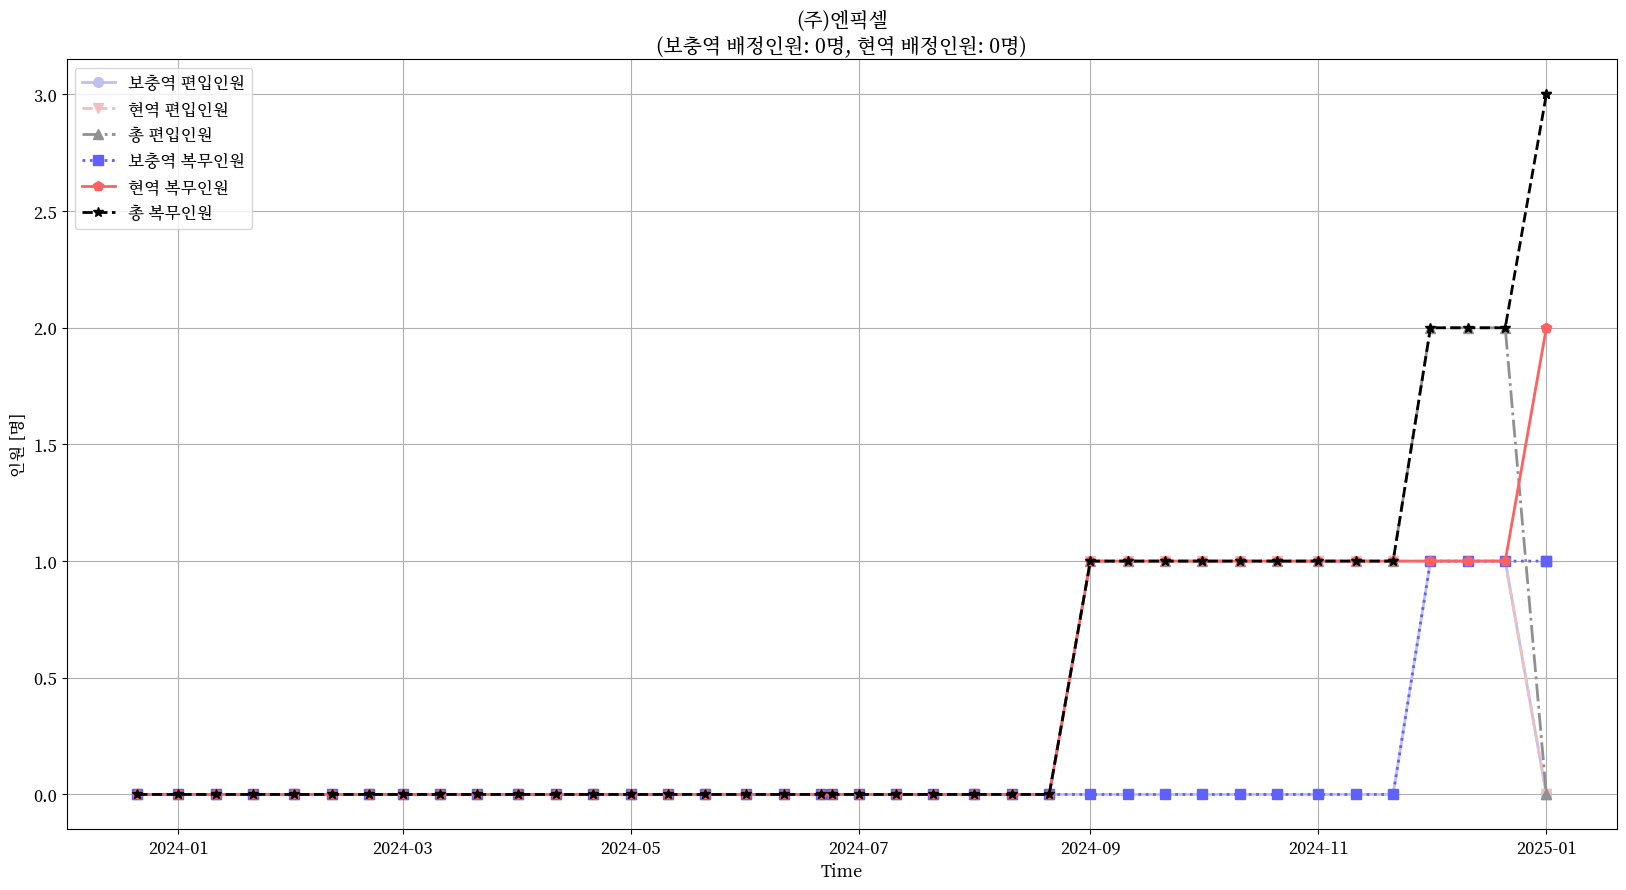 (주)엔픽셀
(보충역 배정인원: 0명, 현역 배정인원: 0명)
보충역 편입인원
현역 편입인원
총 편입인원
보충역 복무인원
현역 복무인원
총 복무인원
3.0
2.5
2.0
1.5
1.0
0.5
0.0
인원 [명]
2024-01 2024-03 2024-05 2024-07 2024-09 2024-11 2025-01
Time